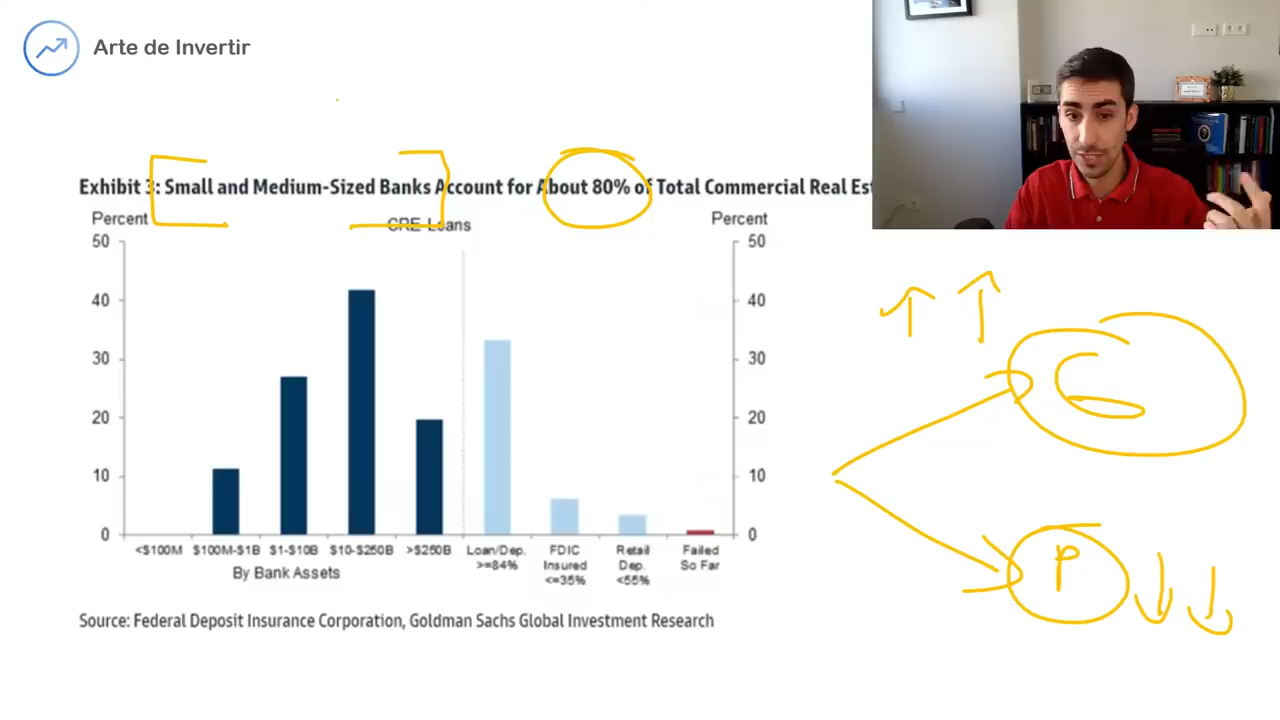 Arte de Invertir
Exhibit 3: Small and Medium-Sized Banks Account for About 80% of Total Commercial Real Est
Percent CRE Loans Percent
50 50
40 40
30 30
20 20
10 10
0 0
<$100M $100M-$1B $1-$10B $10-$250B >$250B Loan/Dep. FDIC Retail Failed
>=84% Insured Dep. So Far
<=35% <55%
By Bank Assets
Source: Federal Deposit Insurance Corporation, Goldman Sachs Global Investment Research
G
P